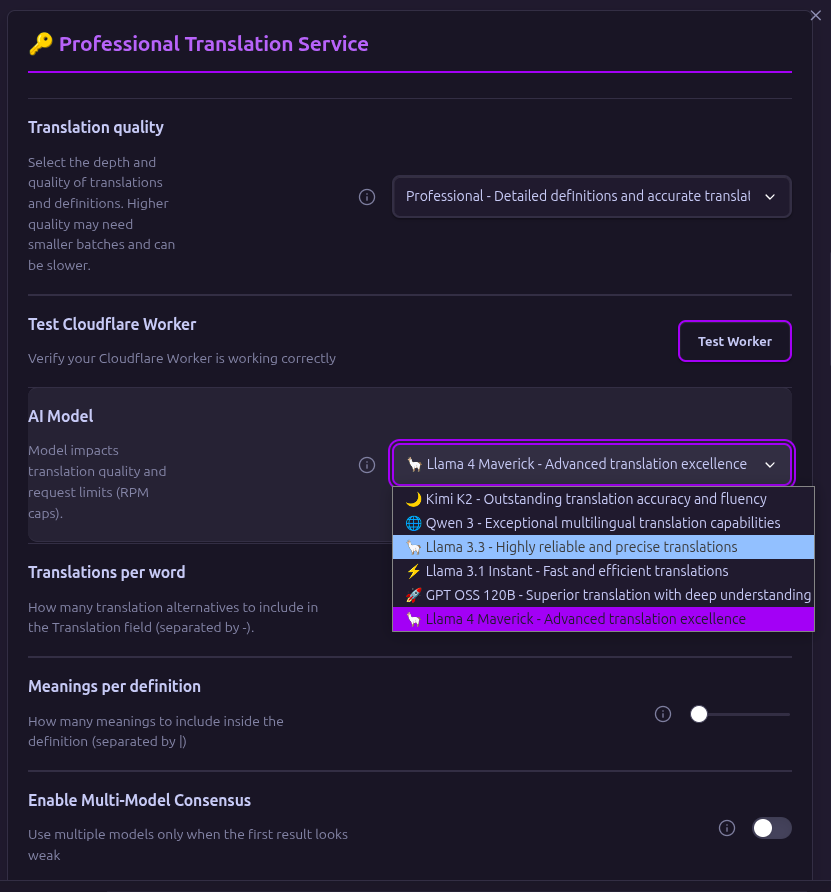 🔑 Professional Translation Service
Translation quality
Select the depth and
quality of translations
and definitions. Higher
quality may need
smaller batches and can
be slower.
Professional - Detailed definitions and accurate translat
Test Cloudflare Worker
Verify your Cloudflare Worker is working correctly
Test Worker
AI Model
Model impacts
translation quality and
request limits (RPM
caps).
🦙 Llama 4 Maverick - Advanced translation excellence
🌙 Kimi K2 - Outstanding translation accuracy and fluency
🌐 Qwen 3 - Exceptional multilingual translation capabilities
🦙 Llama 3.3 - Highly reliable and precise translations
⚡ Llama 3.1 Instant - Fast and efficient translations
🚀 GPT OSS 120B - Superior translation with deep understanding
🦙 Llama 4 Maverick - Advanced translation excellence
Translations per word
How many translation alternatives to include in
the Translation field (separated by -).
Meanings per definition
How many meanings to include inside the
definition (separated by |)
Enable Multi-Model Consensus
Use multiple models only when the first result looks
weak